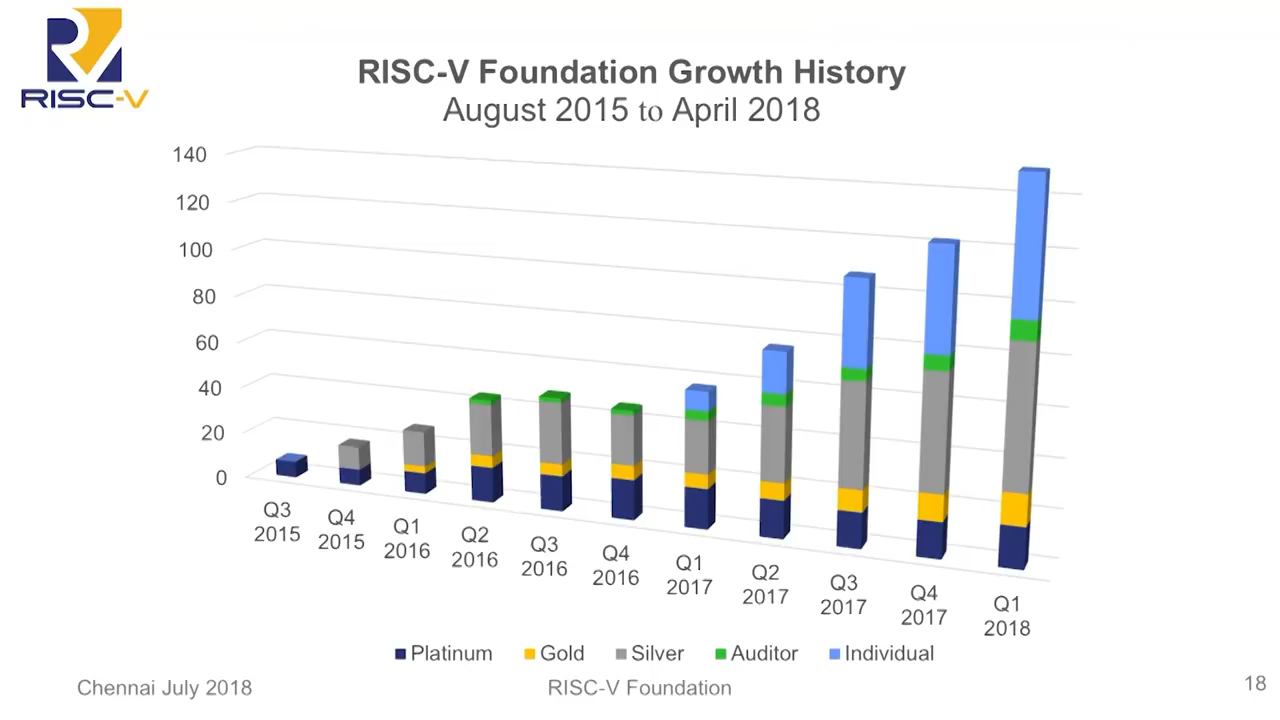 RISC-V
RISC-V Foundation Growth History
August 2015 to April 2018
140
120
100
80
60
40
20
0
Q3
2015
Q4
2015
Q1
2016
Q2
2016
Q3
2016
Q4
2016
Q1
2017
Q2
2017
Q3
2017
Q4
2017
Q1
2018
Platinum Gold Silver Auditor Individual
Chennai July 2018 RISC-V Foundation 18